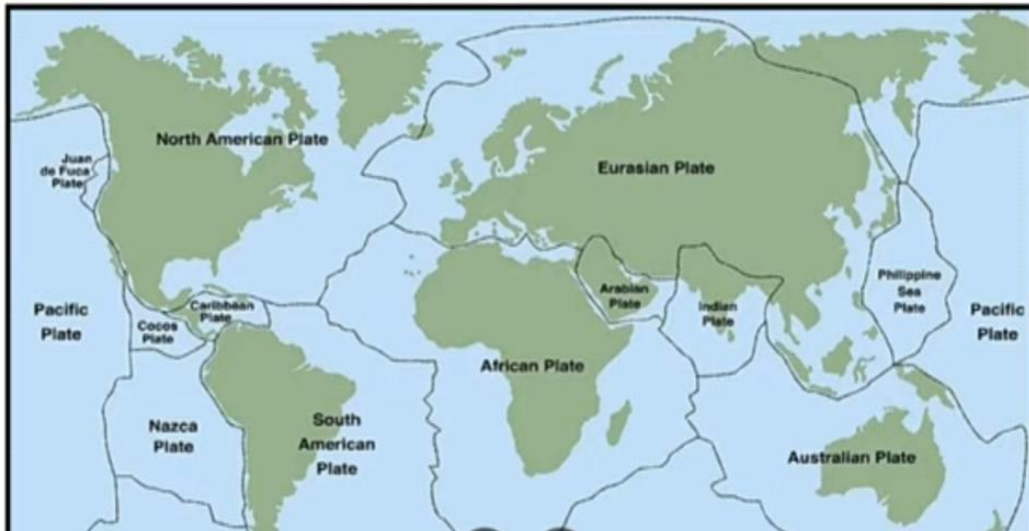 North American Plate
Juan
de Fuca
Plate
Eurasian Plate
Pacific
Plate
Cocos
Plate
Caribbean
Plate
Arabian
Plate
Indian
Plate
Philippine
Sea
Plate
Pacific
Plate
African Plate
Nazca
Plate
South
American
Plate
Australian Plate